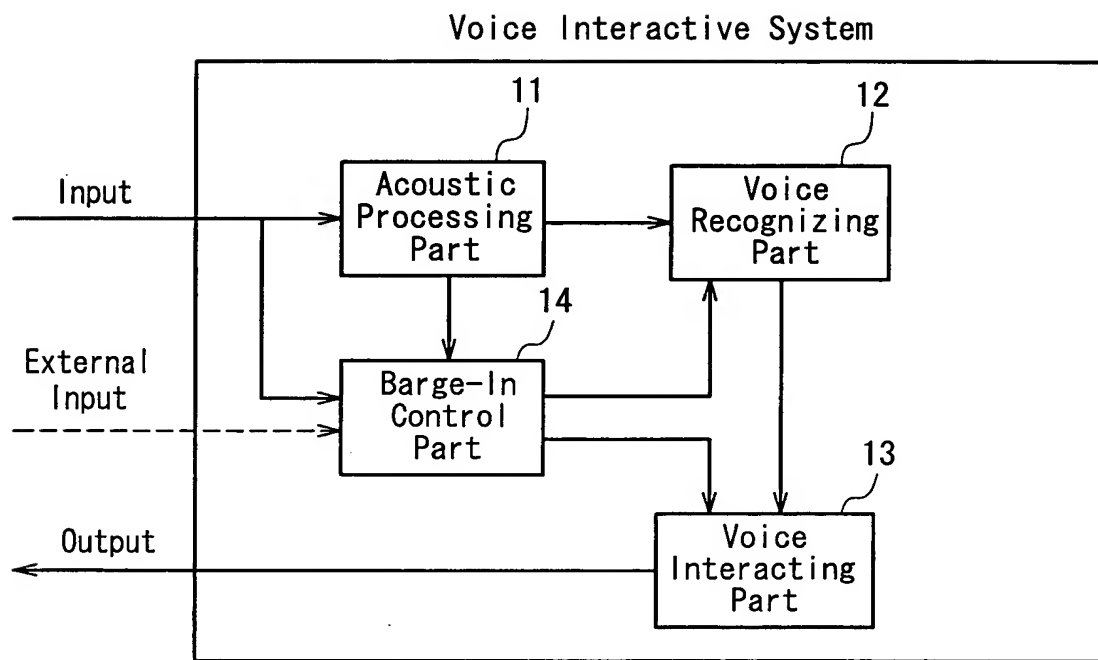 Voice Interactive System
11
12
Input
Acoustic
Processing
Part
Voice
Recognizing
Part
14
External
Input
Barge-In
Control
Part
13
Output
Voice
Interacting
Part